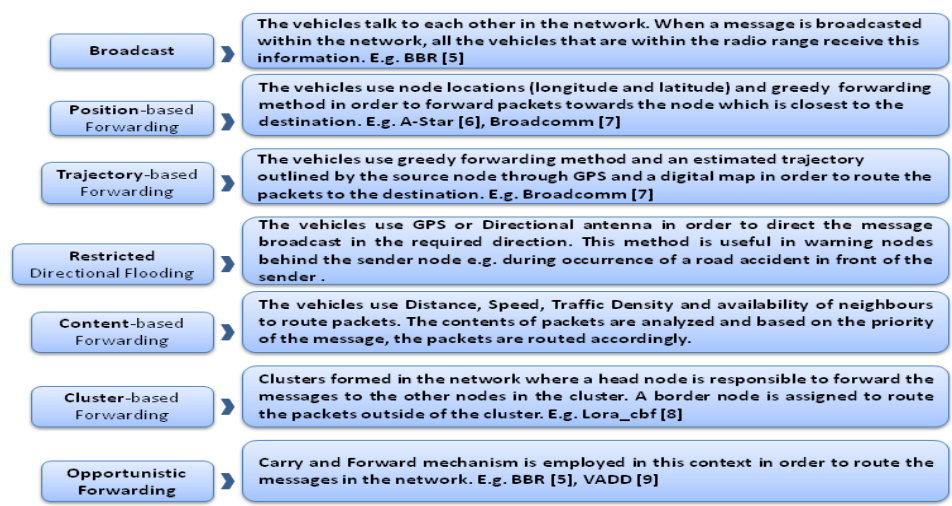 Broadcast
The vehicles talk to each other in the network. When a message is broadcasted
within the network, all the vehicles that are within the radio range receive this
information. E.g. BBR [5]
Position-based
Forwarding
The vehicles use node locations (longitude and latitude) and greedy forwarding
method in order to forward packets towards the node which is closest to the
destination. E.g. A-Star [6], Broadcomm [7]
Trajectory-based
Forwarding
The vehicles use greedy forwarding method and an estimated trajectory
outlined by the source node through GPS and a digital map in order to route the
packets to the destination. E.g. Broadcomm [7]
Restricted
Directional Flooding
The vehicles use GPS or Directional antenna in order to direct the message
broadcast in the required direction. This method is useful in warning nodes
behind the sender node e.g. during occurrence of a road accident in front of the
sender .
Content-based
Forwarding
The vehicles use Distance, Speed, Traffic Density and availability of neighbours
to route packets. The contents of packets are analyzed and based on the priority
of the message, the packets are routed accordingly.
Cluster-based
Forwarding
Clusters formed in the network where a head node is responsible to forward the
messages to the other nodes in the cluster. A border node is assigned to route
the packets outside of the cluster. E.g. Lora_cbf [8]
Opportunistic
Forwarding
Carry and Forward mechanism is employed in this context in order to route the
messages in the network. E.g. BBR [5], VADD [9]